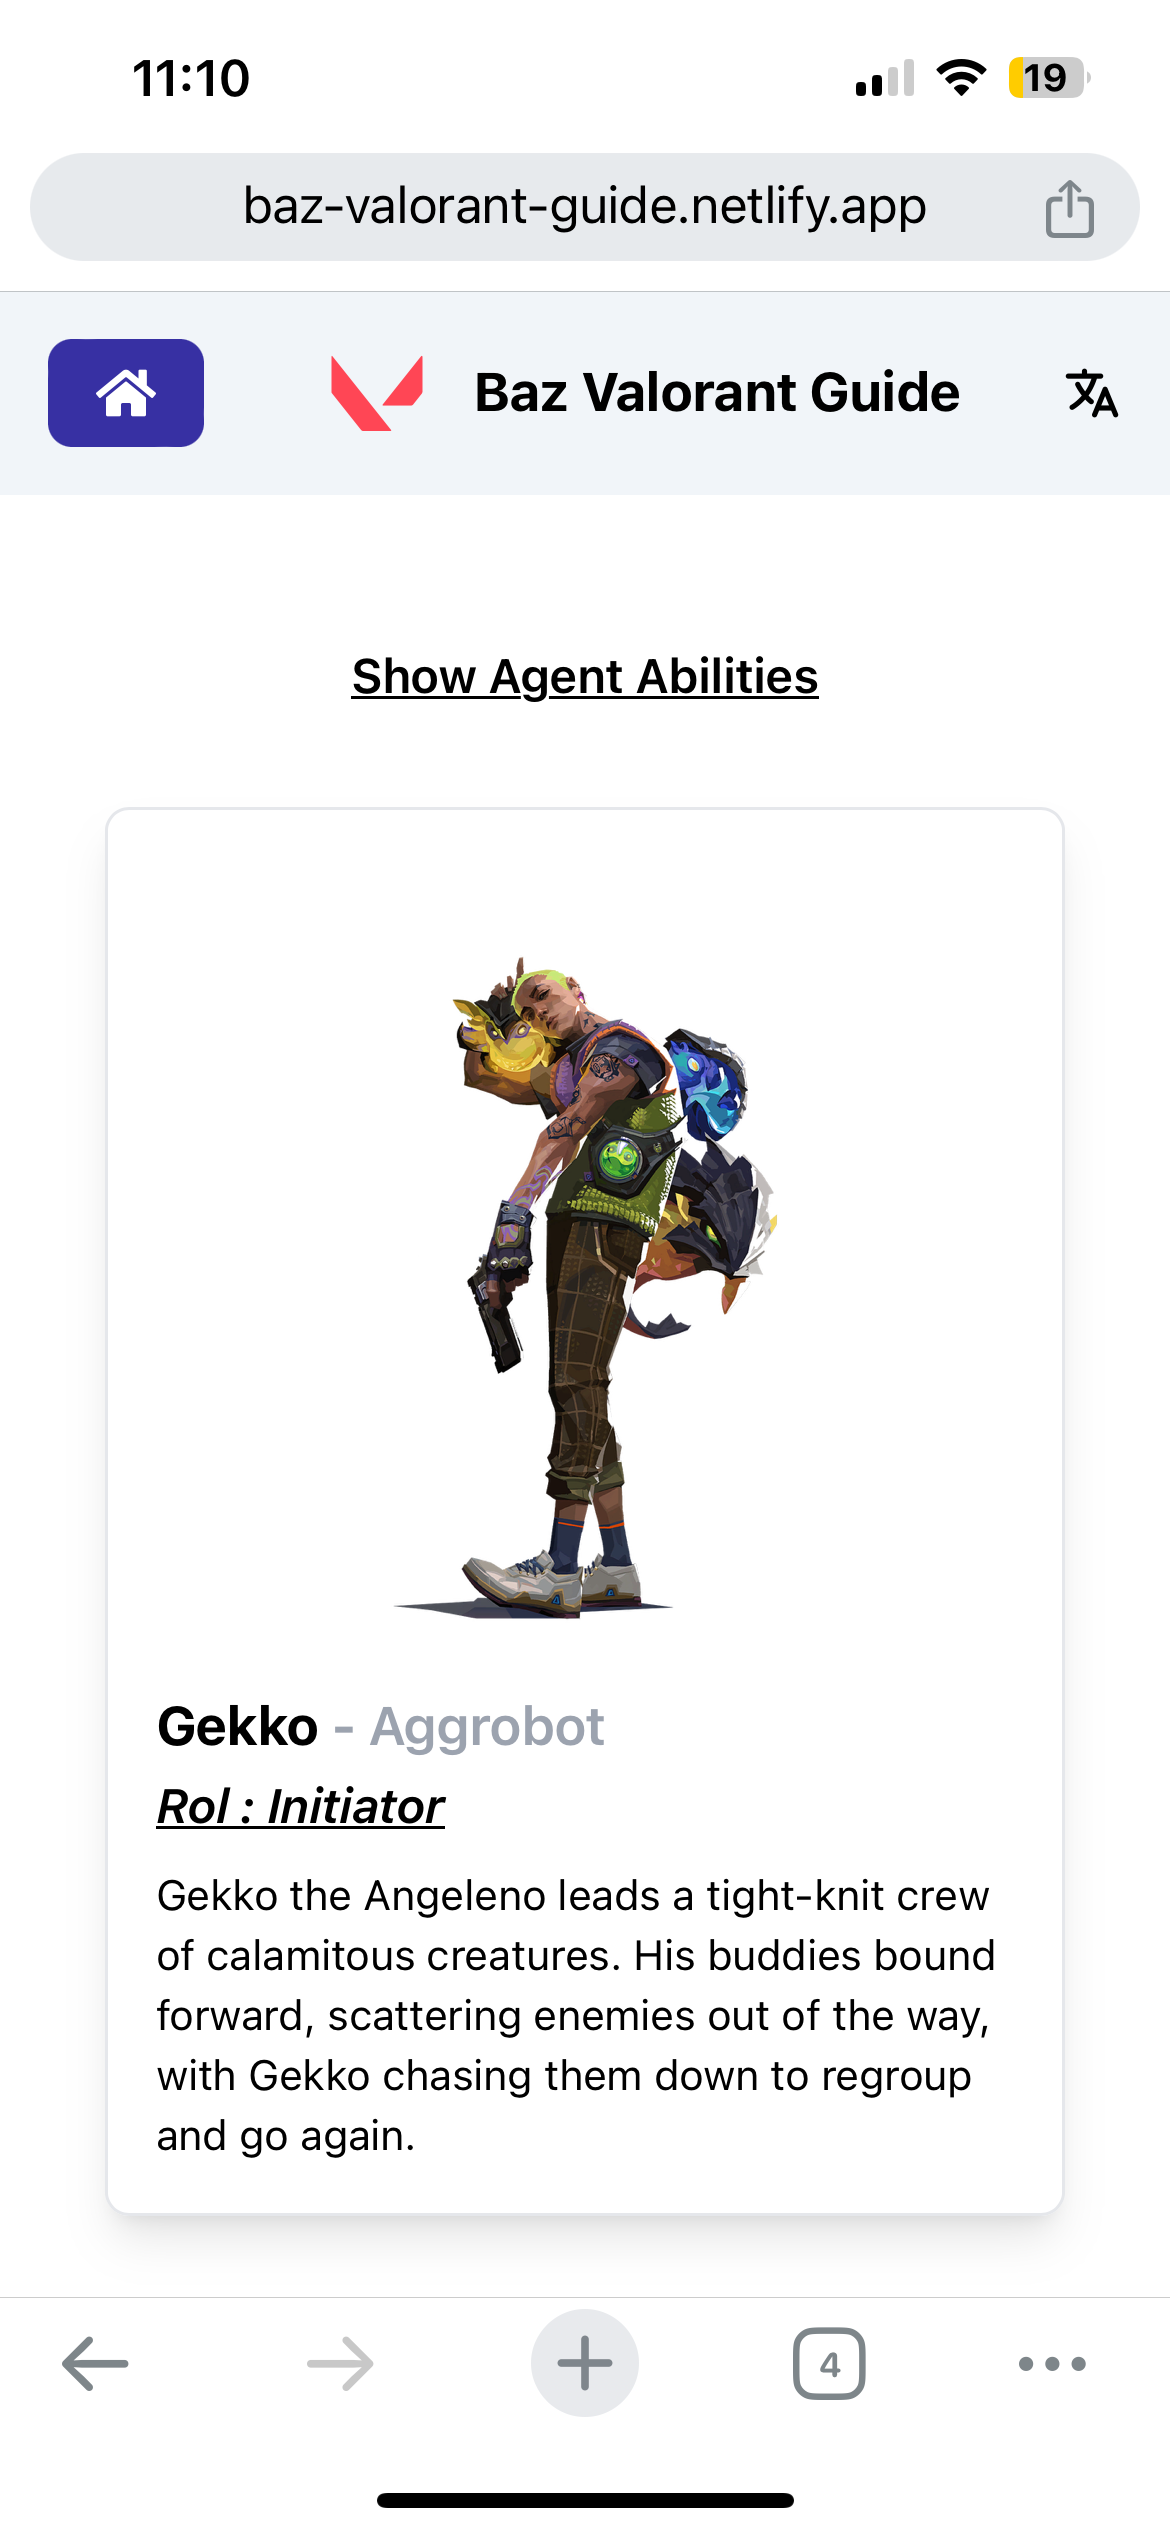 11:10
19
baz-valorant-guide.netlify.app
Baz Valorant Guide
Show Agent Abilities
Gekko - Aggrobot
Rol : Initiator
Gekko the Angeleno leads a tight-knit crew
of calamitous creatures. His buddies bound
forward, scattering enemies out of the way,
with Gekko chasing them down to regroup
and go again.
4